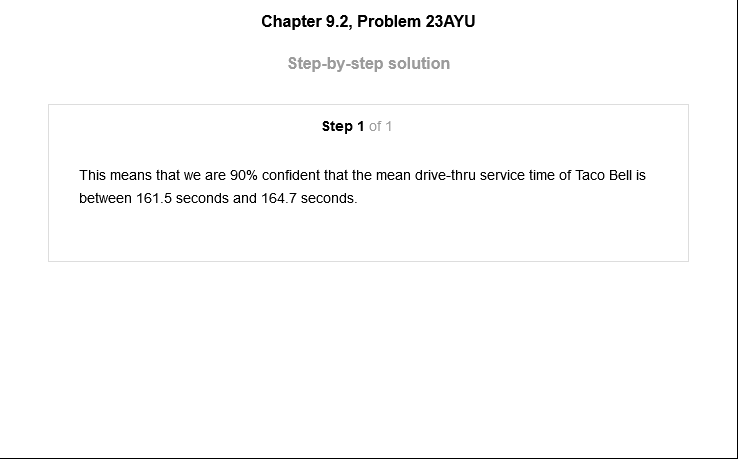 Chapter 9.2, Problem 23AYU
Step-by-step solution
Step 1 of 1
This means that we are 90% confident that the mean drive-thru service time of Taco Bell is
between 161.5 seconds and 164.7 seconds.